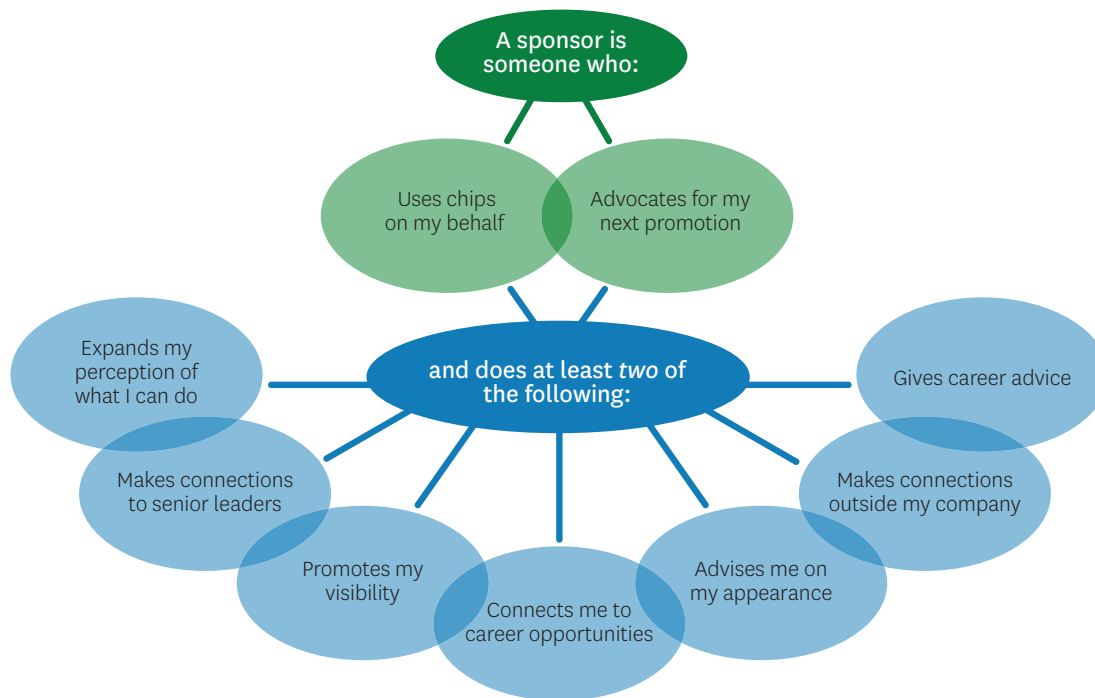 A sponsor is
someone who:
Uses chips
on my behalf
Advocates for my
next promotion
and does at least two of
the following:
Expands my
perception of
what I can do
Makes connections
to senior leaders
Promotes my
visibility
Connects me to
career opportunities
Advises me on
my appearance
Makes connections
outside my company
Gives career advice